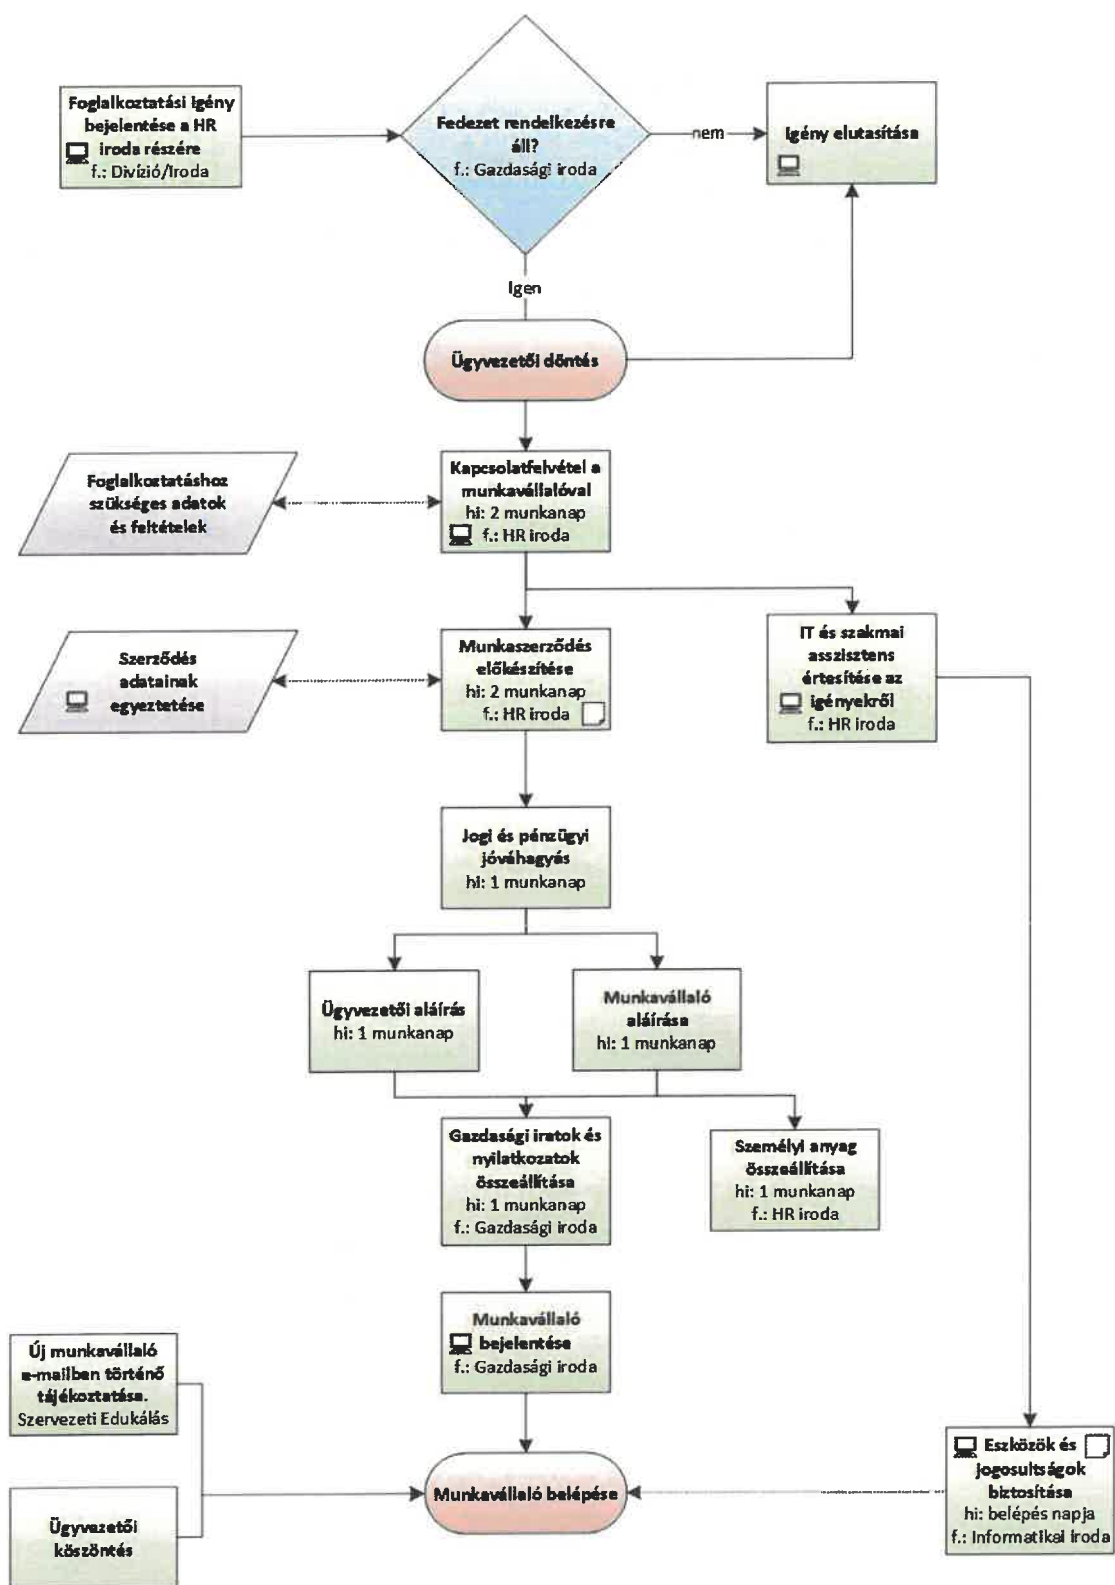 Foglalkoztatási igény
bejelentése a HR
iroda részére
f.: Divízió/Iroda
Fedezet rendelkezésre
áll?
f.: Gazdasági iroda
nem
Igény elutasítása
Igen
Ügyvezetői döntés
Foglalkoztatáshoz
szükséges adatok
és feltételek
Kapcsolatfelvétel a
munkavállalóval
hi: 2 munkanap
f.: HR iroda
Szerződés
adatainak
egyeztetése
Munkaszerződés
előkészítése
hi: 2 munkanap
f.: HR iroda
IT és szakmai
asszisztens
értesítése az
igényekről
f.: HR iroda
Jogi és pénzügyi
jóváhagyás
hi: 1 munkanap
Ügyvezetői aláírás
hi: 1 munkanap
Munkavállaló
aláírása
hi: 1 munkanap
Gazdasági iratok és
nyilatkozatok
összeállítása
hi: 1 munkanap
f.: Gazdasági iroda
Személyi anyag
összeállítása
hi: 1 munkanap
f.: HR iroda
Munkavállaló
bejelentése
f.: Gazdasági iroda
Új munkavállaló
e-mailben történő
tájékoztatása.
Szervezeti Edukálás
Ügyvezetői
köszöntés
Munkavállaló belépése
Eszközök és
jogosultságok
biztosítása
hi: belépés napja
f.: Informatikai iroda